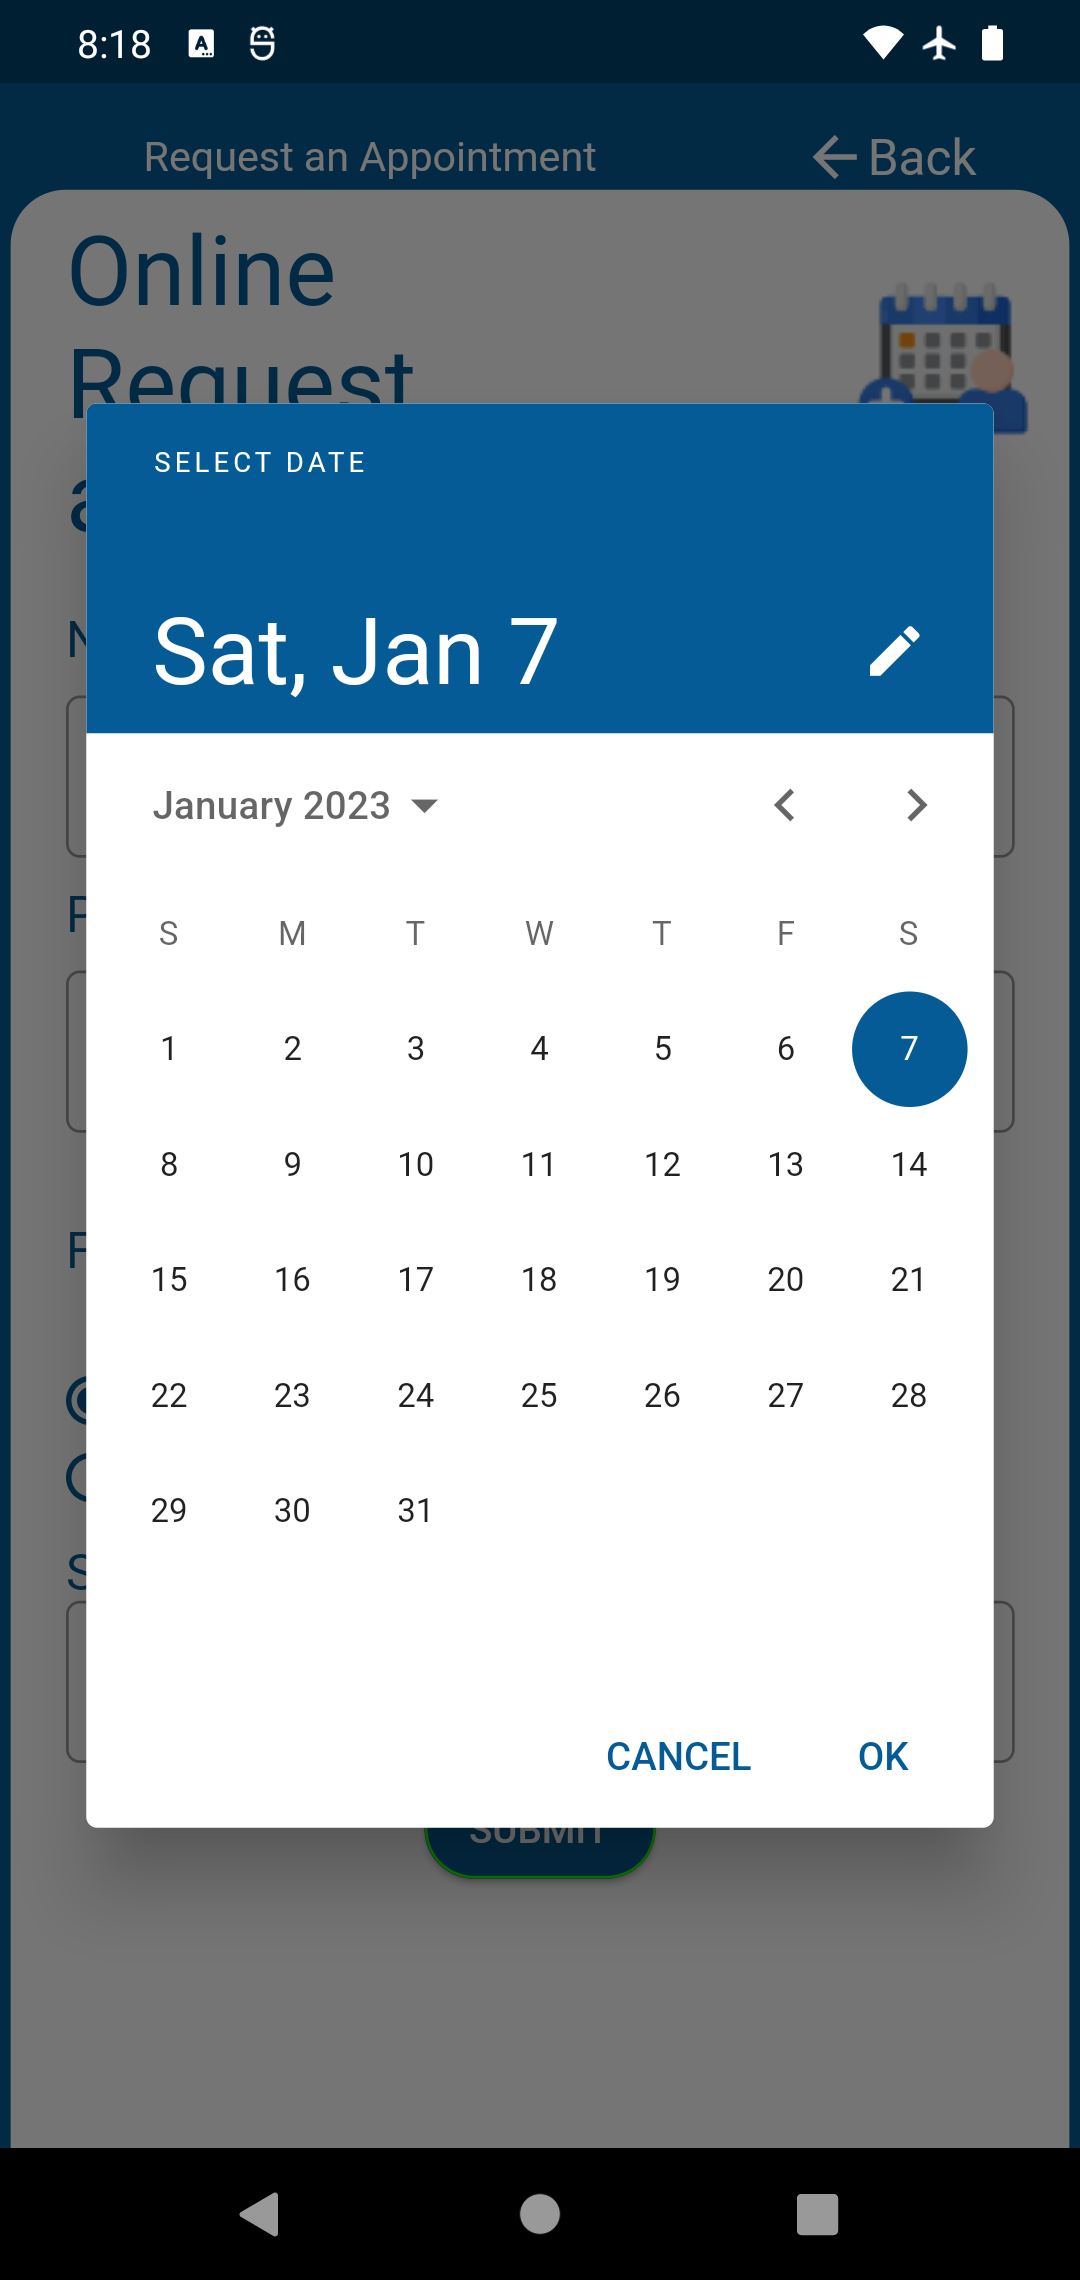 8:18
Request an Appointment
Back
Online
Request
SELECT DATE
Sat, Jan 7
January 2023
S M T W T F S
1 2 3 4 5 6 7
8 9 10 11 12 13 14
15 16 17 18 19 20 21
22 23 24 25 26 27 28
29 30 31
CANCEL OK
SUBMIT